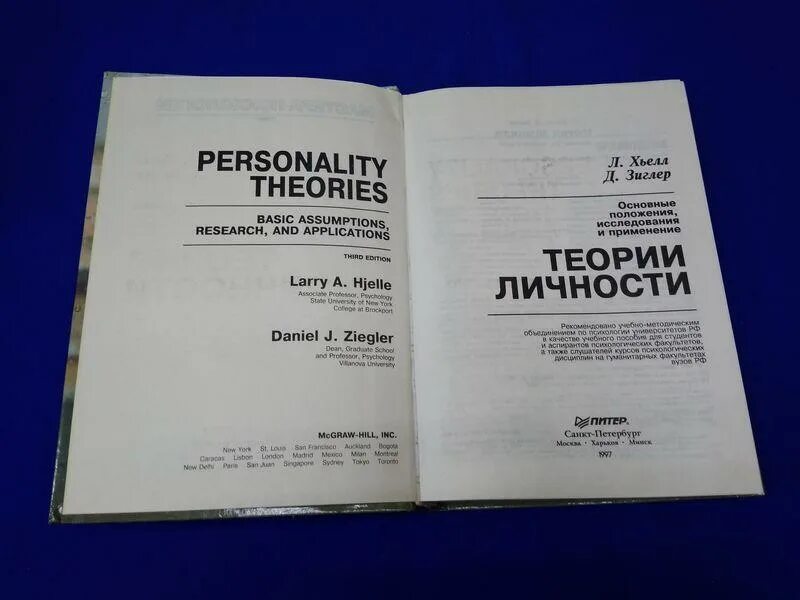 PERSONALITY
THEORIES
BASIC ASSUMPTIONS,
RESEARCH, AND APPLICATIONS
THIRD EDITION
Larry A. Hjelle
Associate Professor, Psychology
State University of New York
College at Brockport
Daniel J. Ziegler
Dean, Graduate School
and Professor, Psychology
Villanova University
McGRAW-HILL, INC.
New York St. Louis San Francisco Auckland Bogota
Caracas Lisbon London Madrid Mexico Milan Montreal
New Delhi Paris San Juan Singapore Sydney Tokyo Toronto
Л. Хьелл
Д. Зиглер
Основные
положения,
исследования
и применение
ТЕОРИИ
ЛИЧНОСТИ
Рекомендовано учебно-методическим
объединением по психологии университетов РФ
в качестве учебного пособия для студентов
и аспирантов психологических факультетов,
а также слушателей курсов психологических
дисциплин на гуманитарных факультетах
вузов РФ
ПИТЕР
Санкт-Петербург
Москва • Харьков • Минск
1997